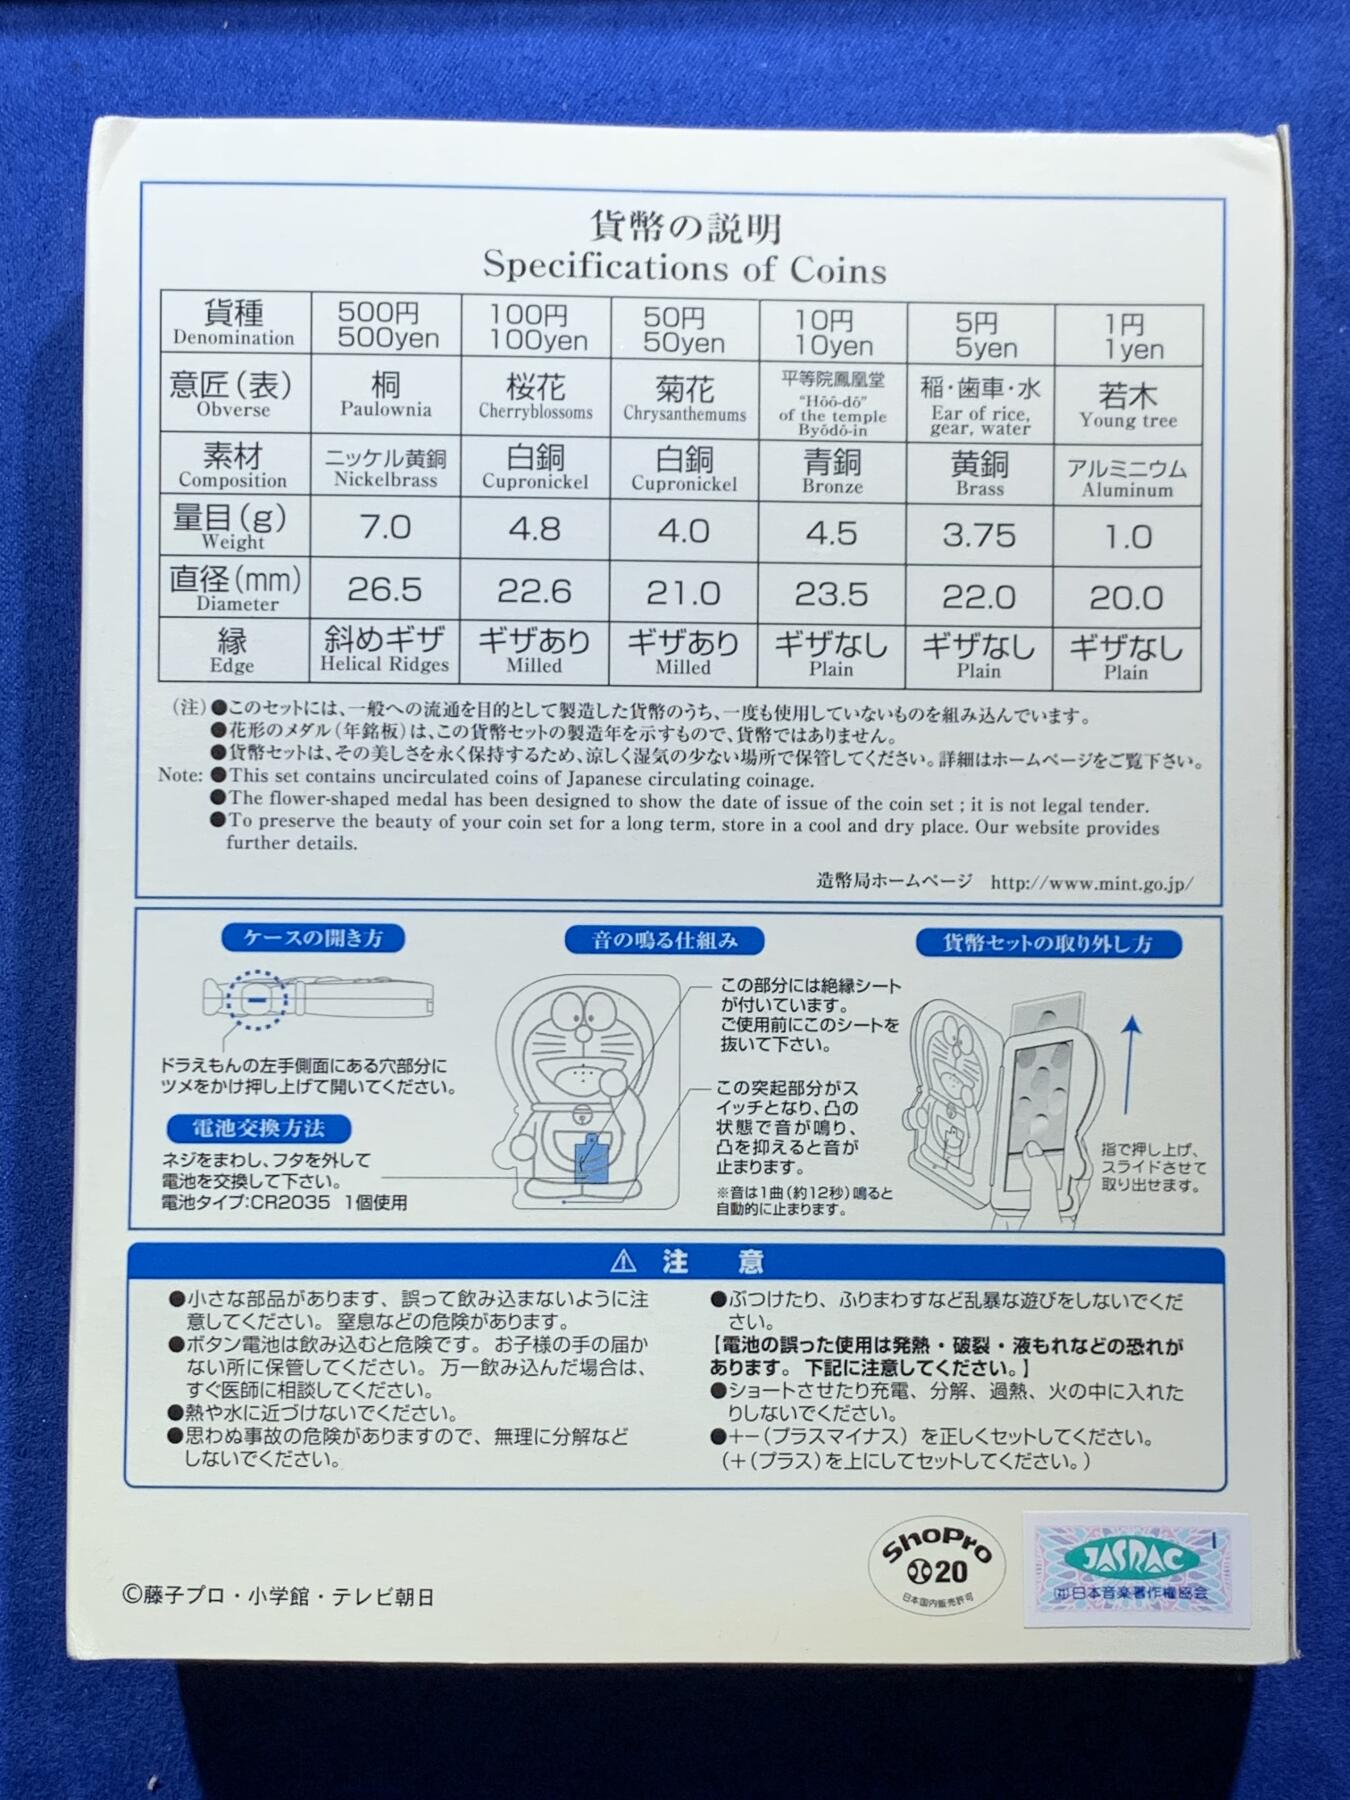 貨幣の説明
Specifications of Coins
貨種 500円 100円 50円 10円 5円 1円
Denomination 500yen 100yen 50yen 10yen 5yen 1yen
意匠(表) 桐 桜花 菊花 平等院鳳凰堂 稲・歯車・水 若木
Obverse Paulownia Cherryblossoms Chrysanthemums "Hōō-dō" of the temple Byōdō-in Ear of rice, gear, water Young tree
素材 ニッケル黄銅 白銅 白銅 青銅 黄銅 アルミニウム
Composition Nickelbrass Cupronickel Cupronickel Bronze Brass Aluminum
量目(g) 7.0 4.8 4.0 4.5 3.75 1.0
Weight
直径(mm) 26.5 22.6 21.0 23.5 22.0 20.0
Diameter
縁 斜めギザ ギザあり ギザあり ギザなし ギザなし ギザなし
Edge Helical Ridges Milled Milled Plain Plain Plain
(注)●このセットには、一般への流通を目的として製造した貨幣のうち、一度も使用していないものを組み込んでいます。
●花形のメダル(年銘板)は、この貨幣セットの製造年を示すもので、貨幣ではありません。
●貨幣セットは、その美しさを永く保持するため、涼しく湿気の少ない場所で保管してください。詳細はホームページをご覧下さい。
Note: ●This set contains uncirculated coins of Japanese circulating coinage.
●The flower-shaped medal has been designed to show the date of issue of the coin set ; it is not legal tender.
●To preserve the beauty of your coin set for a long term, store in a cool and dry place. Our website provides
further details.
造幣局ホームページ http://www.mint.go.jp/
ケースの開き方
ドラえもんの左手側面にある穴部分に
ツメをかけ押し上げて開いてください。
電池交換方法
ネジをまわし、フタを外して
電池を交換して下さい。
電池タイプ:CR2035 1個使用
音の鳴る仕組み
この部分には絶縁シート
が付いています。
ご使用前にこのシートを
抜いて下さい。
この突起部分がス
イッチとなり、凸の
状態で音が鳴り、
凸を抑えると音が
止まります。
※音は1曲(約12秒)鳴ると
自動的に止まります。
貨幣セットの取り外し方
指で押し上げ、
スライドさせて
取り出せます。
⚠ 注 意
●小さな部品があります、誤って飲み込まないように注
意してください。窒息などの危険があります。
●ボタン電池は飲み込むと危険です。お子様の手の届か
ない所に保管してください。万一飲み込んだ場合は、
すぐ医師に相談してください。
●熱や水に近づけないでください。
●思わぬ事故の危険がありますので、無理に分解など
しないでください。
●ぶつけたり、ふりまわすなど乱暴な遊びをしないでくだ
さい。
【電池の誤った使用は発熱・破裂・液もれなどの恐れが
あります。下記に注意してください。】
●ショートさせたり充電、分解、過熱、火の中に入れた
りしないでください。
●+−(プラスマイナス)を正しくセットしてください。
(+(プラス)を上にしてセットしてください。)
©藤子プロ・小学館・テレビ朝日
ShoPro
20
日本国内販売許可
JASRAC
I
(社)日本音楽著作権協会